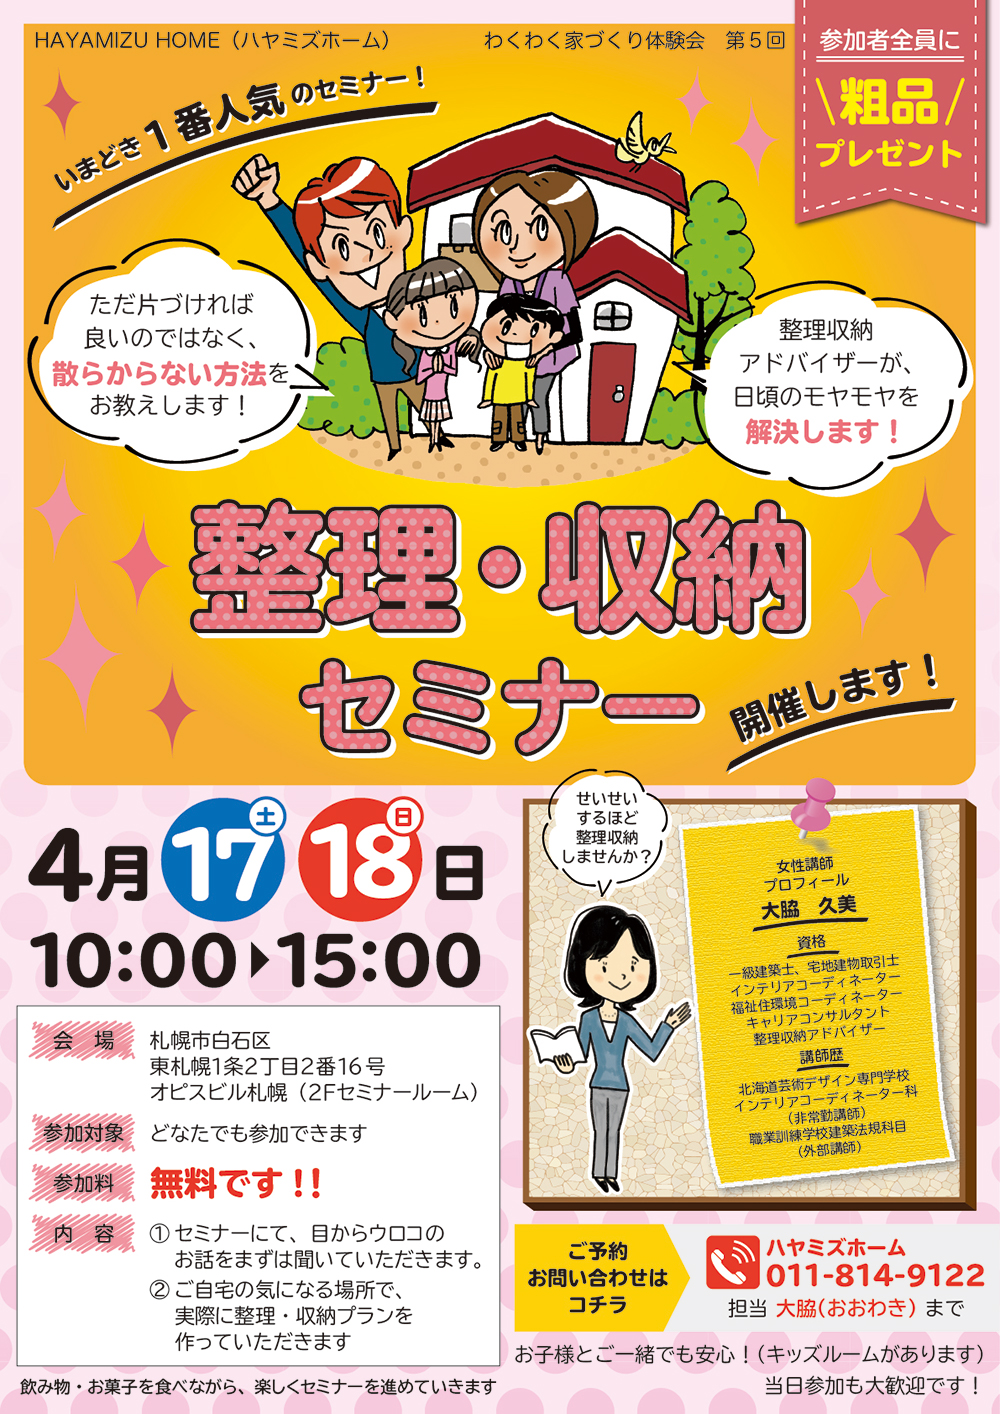 HAYAMIZU HOME（ハヤミズホーム）　わくわく家づくり体験会　第５回
参加者全員に
粗品
プレゼント
いまどき１番人気のセミナー！
ただ片づければ
良いのではなく、
散らからない方法を
お教えします！
整理収納
アドバイザーが、
日頃のモヤモヤを
解決します！
整理・収納
セミナー
開催します！
4月17土18日日
10:00▶15:00
会　場　札幌市白石区
東札幌1条2丁目2番16号
オピスビル札幌（2Fセミナールーム）
参加対象　どなたでも参加できます
参加料　無料です！！
内　容　①セミナーにて、目からウロコの
お話をまずは聞いていただきます。
②ご自宅の気になる場所で、
実際に整理・収納プランを
作っていただきます
飲み物・お菓子を食べながら、楽しくセミナーを進めていきます
せいせい
するほど
整理収納
しませんか？
女性講師
プロフィール
大脇　久美
資格
一級建築士、宅地建物取引士
インテリアコーディネーター
福祉住環境コーディネーター
キャリアコンサルタント
整理収納アドバイザー
講師歴
北海道芸術デザイン専門学校
インテリアコーディネーター科
（非常勤講師）
職業訓練学校建築法規科目
（外部講師）
ご予約
お問い合わせは
コチラ
ハヤミズホーム
011-814-9122
担当 大脇（おおわき）まで
お子様とご一緒でも安心！（キッズルームがあります）
当日参加も大歓迎です！